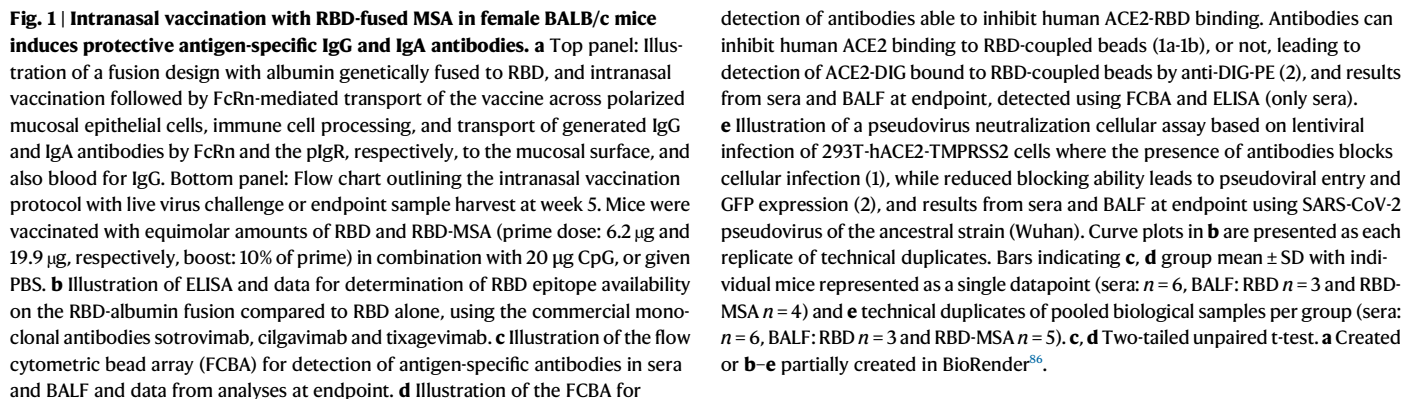 Fig. 1 | Intranasal vaccination with RBD-fused MSA in female BALB/c mice
induces protective antigen-specific IgG and IgA antibodies. a Top panel: Illus-
tration of a fusion design with albumin genetically fused to RBD, and intranasal
vaccination followed by FcRn-mediated transport of the vaccine across polarized
mucosal epithelial cells, immune cell processing, and transport of generated IgG
and IgA antibodies by FcRn and the pIgR, respectively, to the mucosal surface, and
also blood for IgG. Bottom panel: Flow chart outlining the intranasal vaccination
protocol with live virus challenge or endpoint sample harvest at week 5. Mice were
vaccinated with equimolar amounts of RBD and RBD-MSA (prime dose: 6.2 μg and
19.9 μg, respectively, boost: 10% of prime) in combination with 20 μg CpG, or given
PBS. b Illustration of ELISA and data for determination of RBD epitope availability
on the RBD-albumin fusion compared to RBD alone, using the commercial mono-
clonal antibodies sotrovimab, cilgavimab and tixagevimab. c Illustration of the flow
cytometric bead array (FCBA) for detection of antigen-specific antibodies in sera
and BALF and data from analyses at endpoint. d Illustration of the FCBA for
detection of antibodies able to inhibit human ACE2-RBD binding. Antibodies can
inhibit human ACE2 binding to RBD-coupled beads (1a-1b), or not, leading to
detection of ACE2-DIG bound to RBD-coupled beads by anti-DIG-PE (2), and results
from sera and BALF at endpoint, detected using FCBA and ELISA (only sera).
e Illustration of a pseudovirus neutralization cellular assay based on lentiviral
infection of 293T-hACE2-TMPRSS2 cells where the presence of antibodies blocks
cellular infection (1), while reduced blocking ability leads to pseudoviral entry and
GFP expression (2), and results from sera and BALF at endpoint using SARS-CoV-2
pseudovirus of the ancestral strain (Wuhan). Curve plots in b are presented as each
replicate of technical duplicates. Bars indicating c, d group mean ± SD with indi-
vidual mice represented as a single datapoint (sera: n = 6, BALF: RBD n = 3 and RBD-
MSA n = 4) and e technical duplicates of pooled biological samples per group (sera:
n = 6, BALF: RBD n = 3 and RBD-MSA n = 5). c, d Two-tailed unpaired t-test. a Created
or b–e partially created in BioRender86.